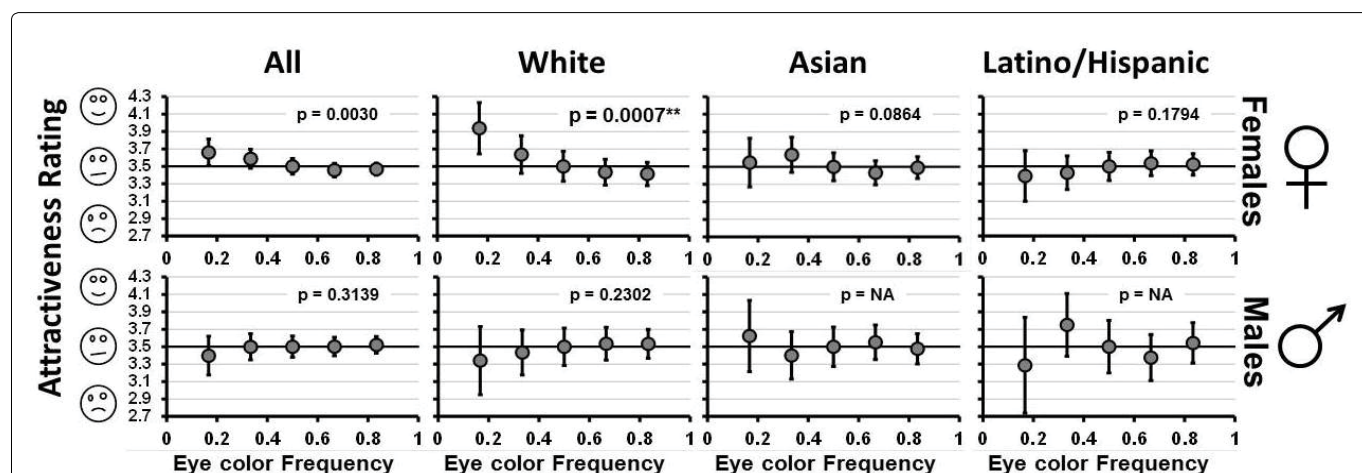 All White Asian Latino/Hispanic
Attractiveness Rating
Females
4.3
4.1
3.9
3.7
3.5
3.3
3.1
2.9
2.7
p = 0.0030
p = 0.0007**
p = 0.0864
p = 0.1794
0 0.2 0.4 0.6 0.8 1
0 0.2 0.4 0.6 0.8 1
0 0.2 0.4 0.6 0.8 1
0 0.2 0.4 0.6 0.8 1
Males
4.3
4.1
3.9
3.7
3.5
3.3
3.1
2.9
2.7
p = 0.3139
p = 0.2302
p = NA
p = NA
0 0.2 0.4 0.6 0.8 1
0 0.2 0.4 0.6 0.8 1
0 0.2 0.4 0.6 0.8 1
0 0.2 0.4 0.6 0.8 1
Eye color Frequency Eye color Frequency Eye color Frequency Eye color Frequency